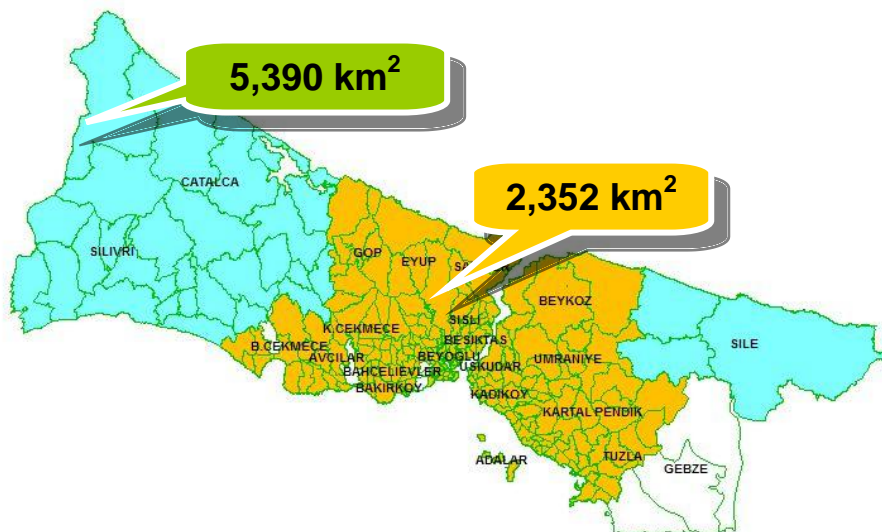 5,390 km²
2,352 km²
CATALCA
SILIVRI
GOP
EYUP
BEYKOZ
SISLI
K.CEKMECE
BESIKTAS
B.CEKMECE
AVCILAR
BEYOGLU
UMRANIYE
SILE
BAHCELIEVLER
USKUDAR
BAKIRKOY
KADIKOY
KARTAL PENDIK
ADALAR
TUZLA
GEBZE